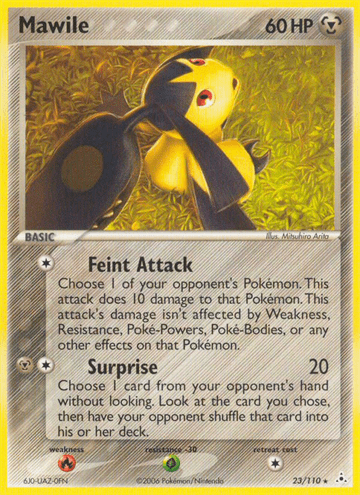 Mawile 60 HP
BASIC Illus. Mitsuhiro Arita
Feint Attack
Choose 1 of your opponent's Pokémon. This
attack does 10 damage to that Pokémon. This
attack's damage isn't affected by Weakness,
Resistance, Poké-Powers, Poké-Bodies, or any
other effects on that Pokémon.
Surprise 20
Choose 1 card from your opponent's hand
without looking. Look at the card you chose,
then have your opponent shuffle that card into
his or her deck.
weakness resistance -30 retreat cost
6J0-UAZ-0FN ©2006 Pokémon/Nintendo 23/110 ★